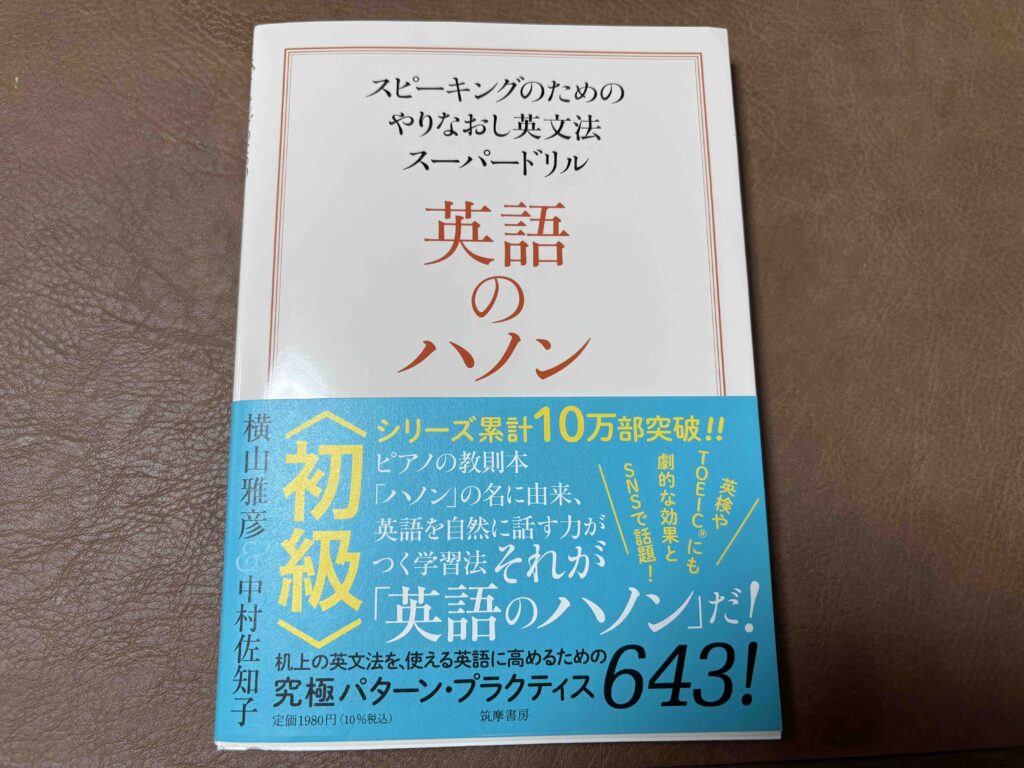 スピーキングのための
やりなおし英文法
スーパードリル
英語
の
ハノン
〈初級〉
横山雅彦&中村佐知子
シリーズ累計10万部突破!!
ピアノの教則本
「ハノン」の名に由来、
英語を自然に話す力が
つく学習法それが
「英語のハノン」だ!
英検や
TOEIC®にも
劇的な効果と
SNSで話題!
机上の英文法を、使える英語に高めるための
究極パターン・プラクティス643!
定価1980円(10%税込)
筑摩書房